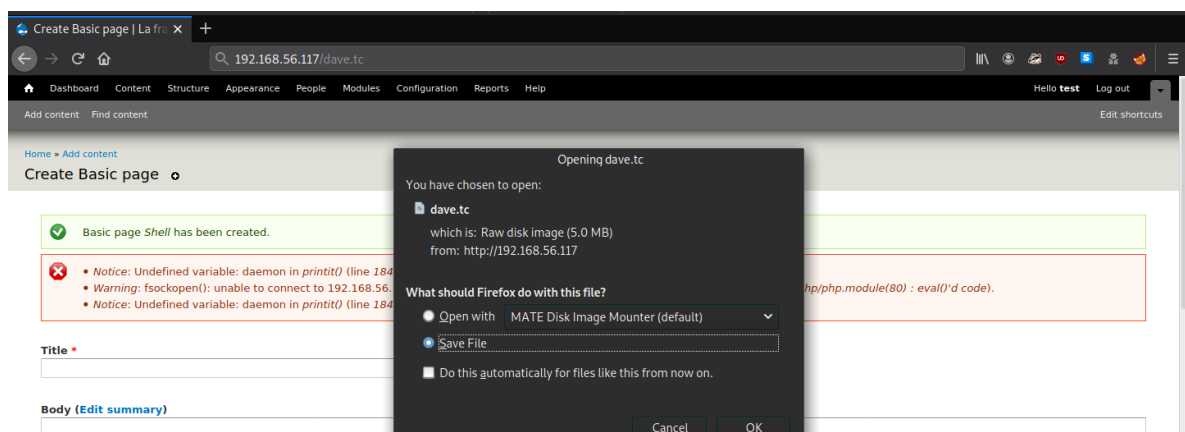 Create Basic page | La fra
192.168.56.117/dave.tc
Dashboard Content Structure Appearance People Modules Configuration Reports Help Hello test Log out
Add content Find content Edit shortcuts
Home » Add content
Create Basic page
Basic page Shell has been created.
• Notice: Undefined variable: daemon in printit() (line 184
• Warning: fsockopen(): unable to connect to 192.168.56. hp/php.module(80) : eval()'d code).
• Notice: Undefined variable: daemon in printit() (line 184
Title *
Body (Edit summary)
Opening dave.tc
You have chosen to open:
dave.tc
which is: Raw disk image (5.0 MB)
from: http://192.168.56.117
What should Firefox do with this file?
Open with MATE Disk Image Mounter (default)
Save File
Do this automatically for files like this from now on.
Cancel OK